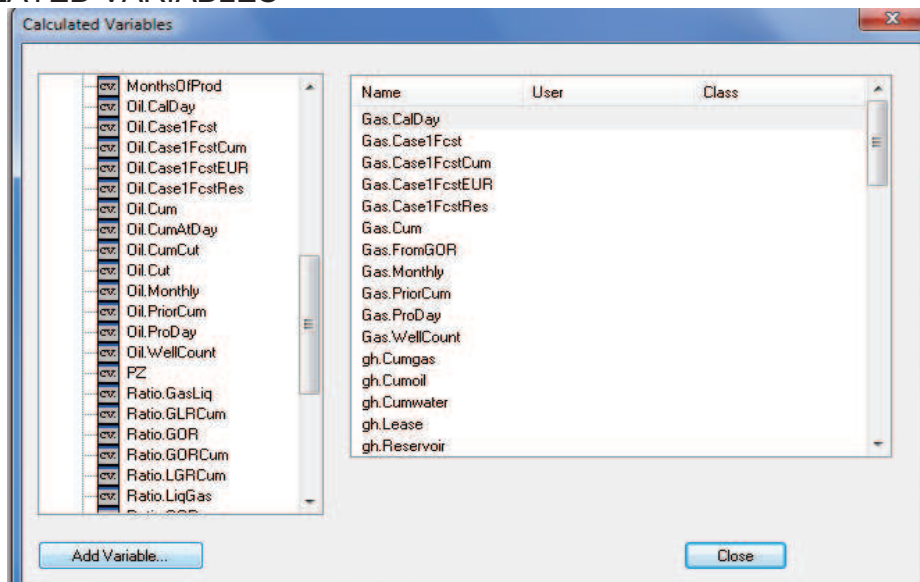 ATED VARIABLES
Calculated Variables
MonthsOfProd
Oil.CalDay
Oil.Case1Fcst
Oil.Case1FcstCum
Oil.Case1FcstEUR
Oil.Case1FcstRes
Oil.Cum
Oil.CumAtDay
Oil.CumCut
Oil.Cut
Oil.Monthly
Oil.PriorCum
Oil.ProDay
Oil.WellCount
PZ
Ratio.GasLiq
Ratio.GLRCum
Ratio.GOR
Ratio.GORCum
Ratio.LGRCum
Ratio.LiqGas
Name User Class
Gas.CalDay
Gas.Case1Fcst
Gas.Case1FcstCum
Gas.Case1FcstEUR
Gas.Case1FcstRes
Gas.Cum
Gas.FromGOR
Gas.Monthly
Gas.PriorCum
Gas.ProDay
Gas.WellCount
gh.Cumgas
gh.Cumoil
gh.Cumwater
gh.Lease
gh.Reservoir
Add Variable...
Close